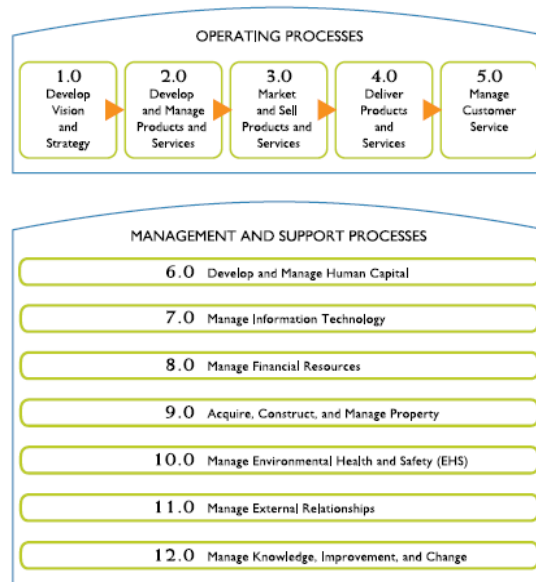 OPERATING PROCESSES
1.0
Develop
Vision
and
Strategy
2.0
Develop
and Manage
Products and
Services
3.0
Market
and Sell
Products and
Services
4.0
Deliver
Products
and
Services
5.0
Manage
Customer
Service
MANAGEMENT AND SUPPORT PROCESSES
6.0 Develop and Manage Human Capital
7.0 Manage Information Technology
8.0 Manage Financial Resources
9.0 Acquire, Construct, and Manage Property
10.0 Manage Environmental Health and Safety (EHS)
11.0 Manage External Relationships
12.0 Manage Knowledge, Improvement, and Change